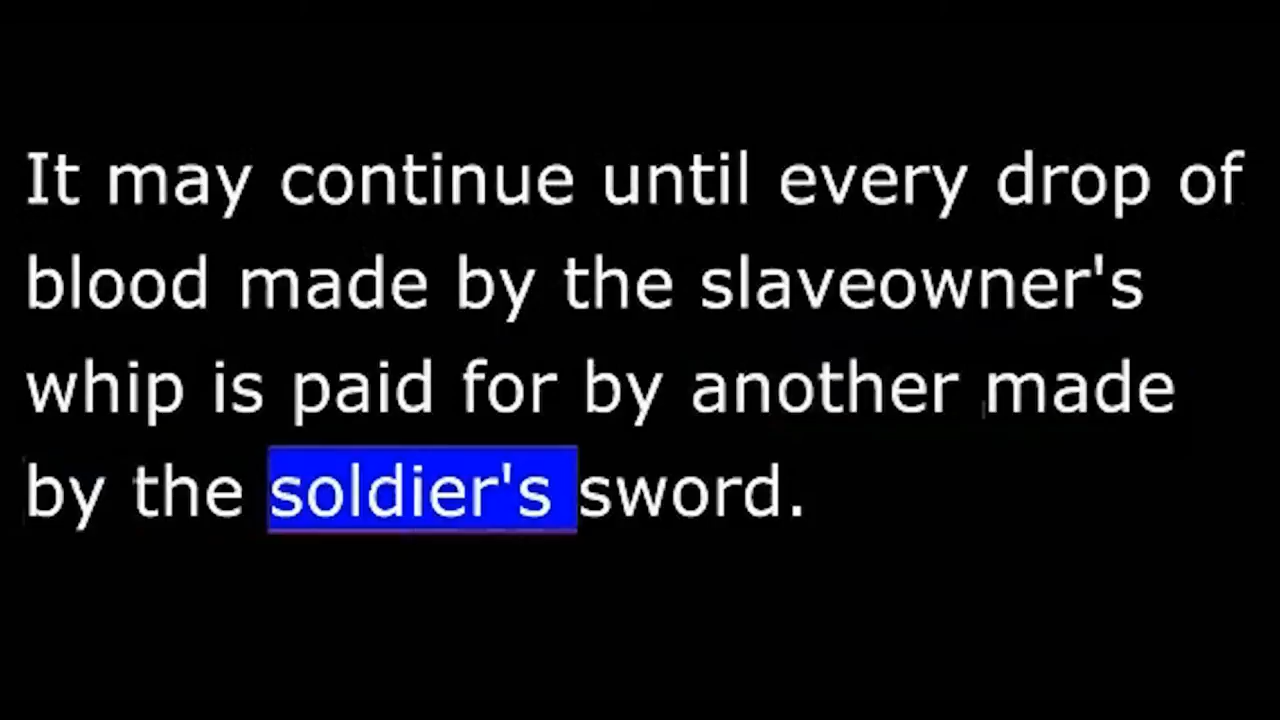 It may continue until every drop of
blood made by the slaveowner's
whip is paid for by another made
by the soldier's sword.